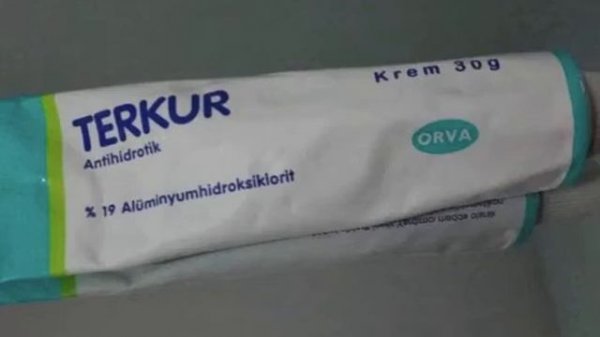 Krem 30g
TERKUR
Antihidrotik
ORVA
% 19 Alüminyumhidroksiklorit